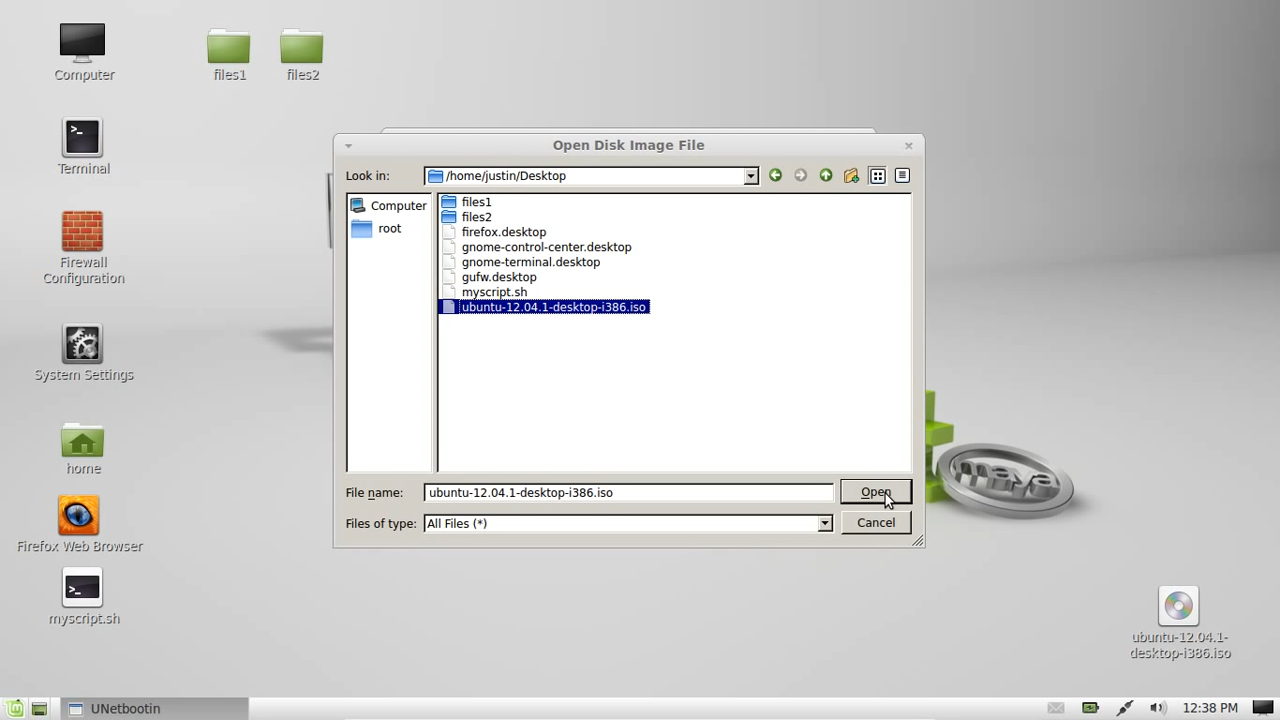 Computer
files1
files2
Terminal
Firewall
Configuration
System Settings
home
Firefox Web Browser
myscript.sh
Open Disk Image File
Look in:
/home/justin/Desktop
Computer
root
files1
files2
firefox.desktop
gnome-control-center.desktop
gnome-terminal.desktop
gufw.desktop
myscript.sh
ubuntu-12.04.1-desktop-i386.iso
File name:
ubuntu-12.04.1-desktop-i386.iso
Open
Files of type:
All Files (*)
Cancel
maya
ubuntu-12.04.1-
desktop-i386.iso
UNetbootin
12:38 PM